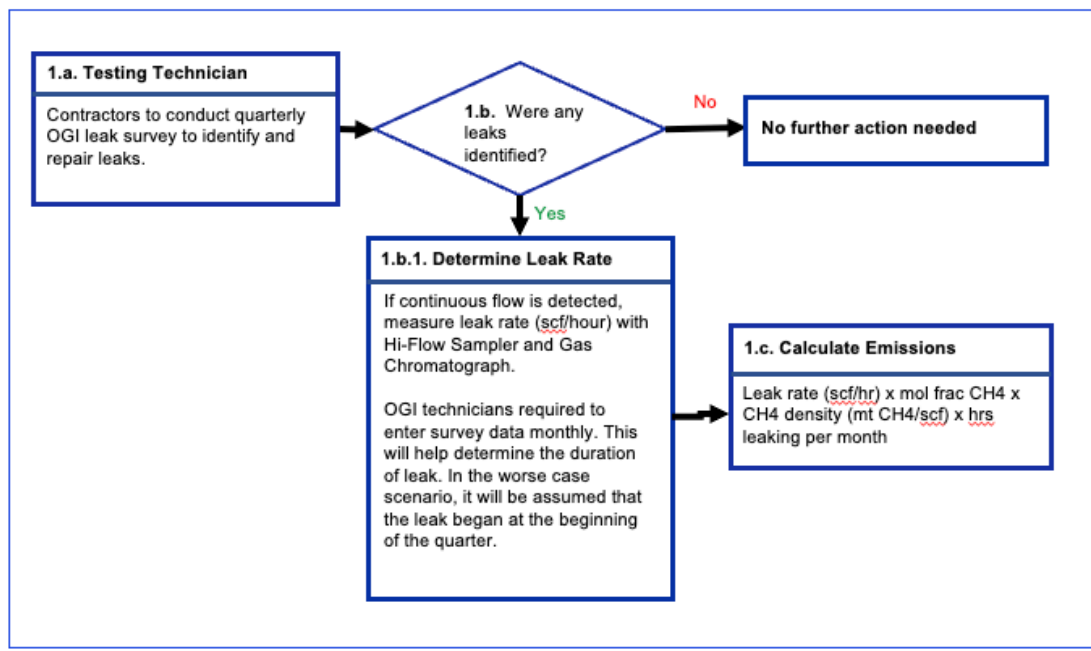 1.a. Testing Technician
Contractors to conduct quarterly
OGI leak survey to identify and
repair leaks.
1.b. Were any
leaks
identified?
No
No further action needed
Yes
1.b.1. Determine Leak Rate
If continuous flow is detected,
measure leak rate (scf/hour) with
Hi-Flow Sampler and Gas
Chromatograph.
OGI technicians required to
enter survey data monthly. This
will help determine the duration
of leak. In the worse case
scenario, it will be assumed that
the leak began at the beginning
of the quarter.
1.c. Calculate Emissions
Leak rate (scf/hr) x mol frac CH4 x
CH4 density (mt CH4/scf) x hrs
leaking per month